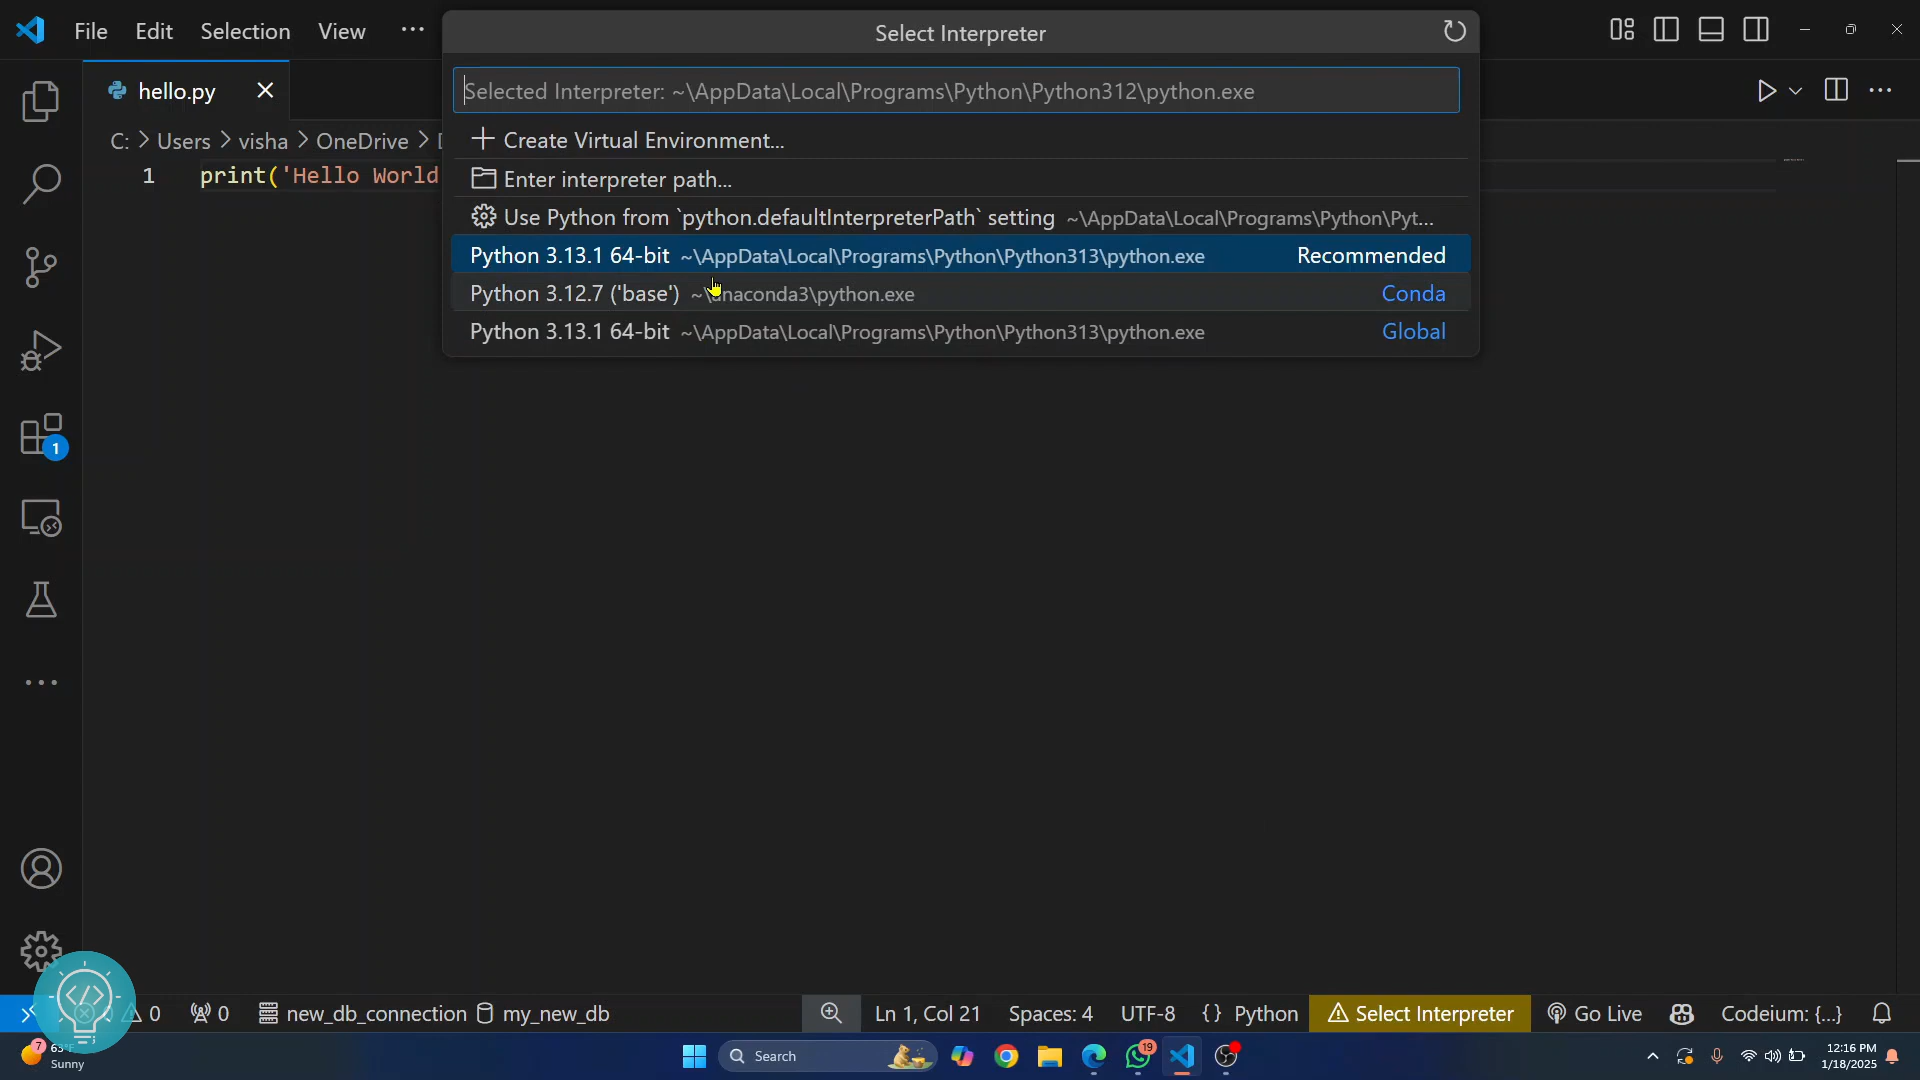 File Edit Selection View ···
Select Interpreter
hello.py
Selected Interpreter: ~\AppData\Local\Programs\Python\Python312\python.exe
C: > Users > visha > OneDrive >
+ Create Virtual Environment...
1 print('Hello World
Enter interpreter path...
Use Python from `python.defaultInterpreterPath` setting ~\AppData\Local\Programs\Python\Pyt...
Python 3.13.1 64-bit ~\AppData\Local\Programs\Python\Python313\python.exe Recommended
Python 3.12.7 ('base') ~\anaconda3\python.exe Conda
Python 3.13.1 64-bit ~\AppData\Local\Programs\Python\Python313\python.exe Global
1
0 0 new_db_connection my_new_db Ln 1, Col 21 Spaces: 4 UTF-8 {} Python Select Interpreter Go Live Codeium: {...}
7 63°F
Sunny
Search
19
12:16 PM
1/18/2025